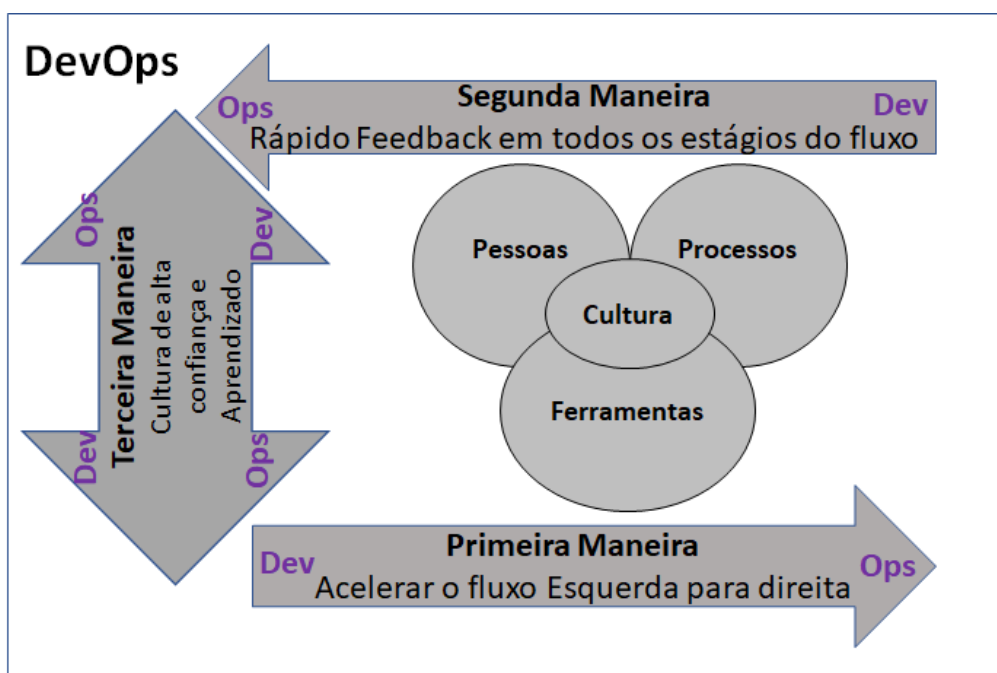 DevOps
Segunda Maneira
Ops
Dev
Rápido Feedback em todos os estágios do fluxo
Ops
Dev
Terceira Maneira
Cultura de alta
confiança e
Aprendizado
Dev
Ops
Pessoas
Processos
Cultura
Ferramentas
Primeira Maneira
Dev
Ops
Acelerar o fluxo Esquerda para direita